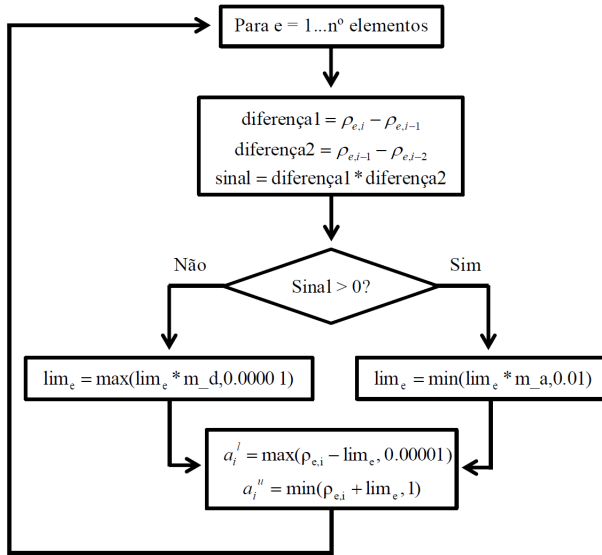 Para e = 1...nº elementos
diferença1 = ρ_{e,i} − ρ_{e,i−1}
diferença2 = ρ_{e,i−1} − ρ_{e,i−2}
sinal = diferença1 * diferença2
Não
Sim
Sinal > 0?
lim_e = max(lim_e * m_d,0.0000 1)
lim_e = min(lim_e * m_a,0.01)
a_i^l = max(ρ_{e,i} − lim_e, 0.00001)
a_i^u = min(ρ_{e,i} + lim_e, 1)